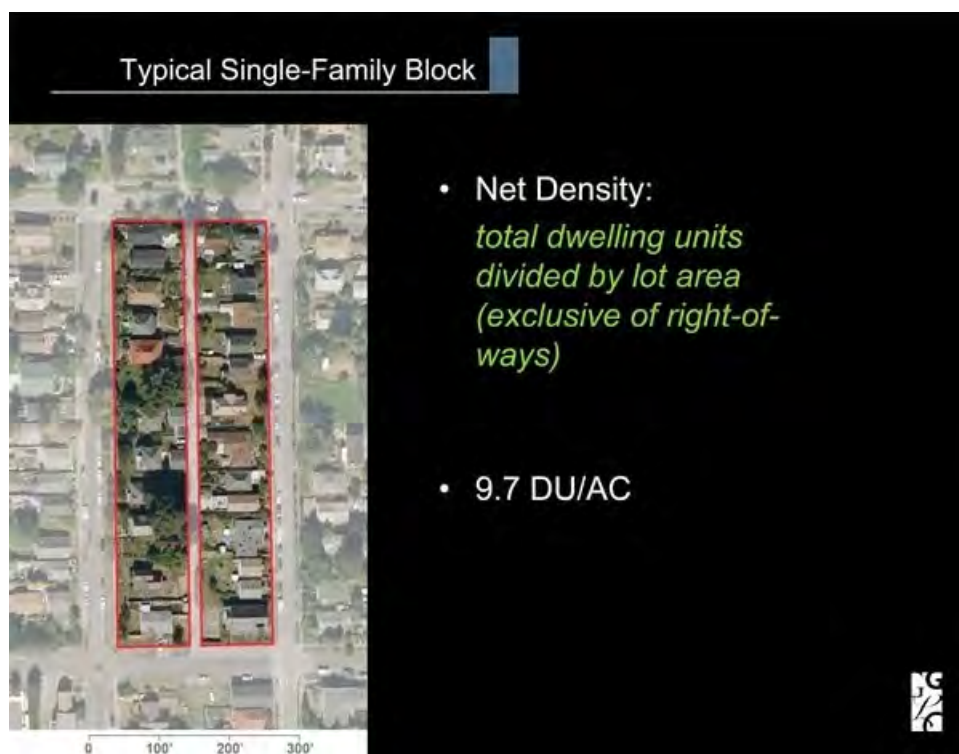 Typical Single-Family Block
• Net Density:
total dwelling units
divided by lot area
(exclusive of right-of-
ways)
• 9.7 DU/AC
0 100' 200' 300'